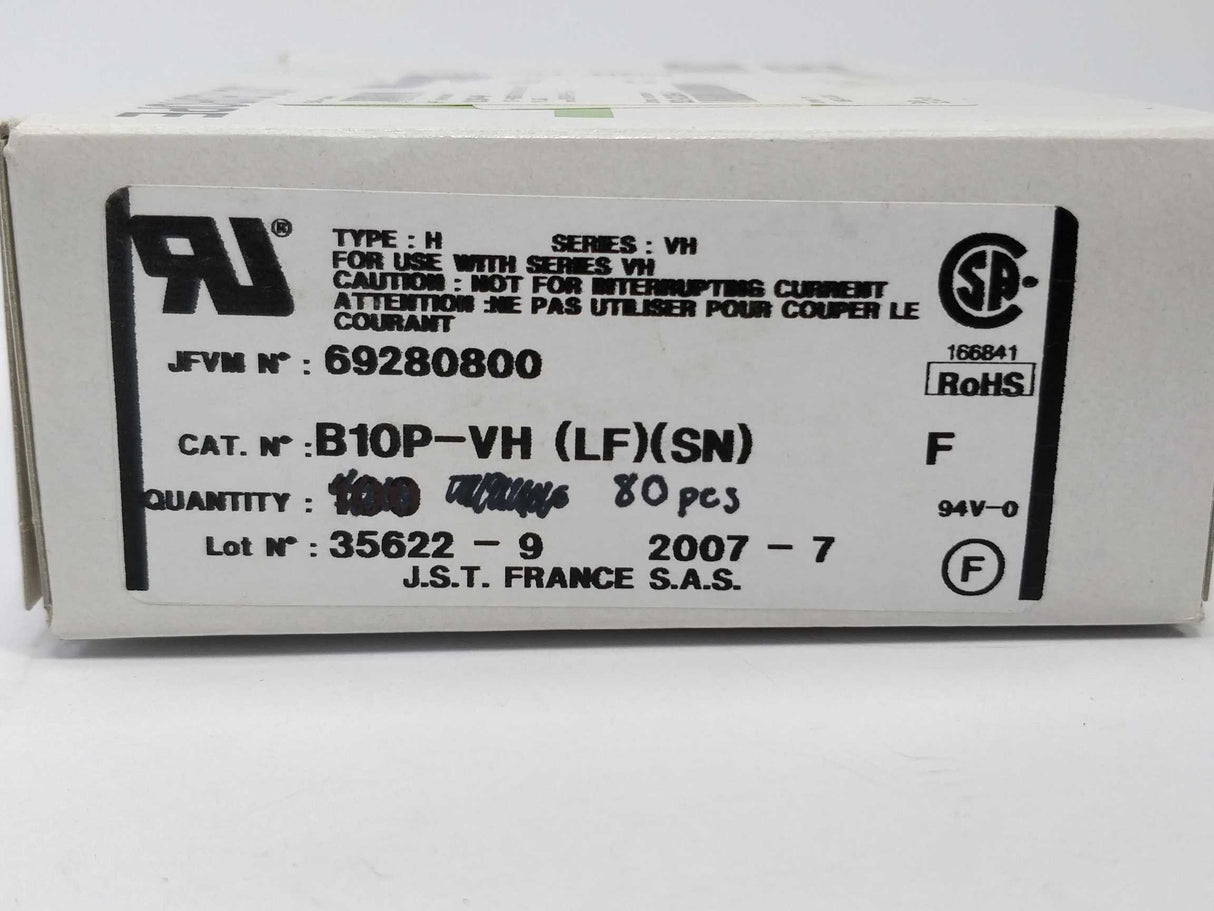 TYPE : H SERIES : VH
FOR USE WITH SERIES VH
CAUTION : NOT FOR INTERRUPTING CURRENT
ATTENTION :NE PAS UTILISER POUR COUPER LE
COURANT
RU®
CSA
166841
RoHS
JFVM N° : 69280800
CAT. N° : B10P-VH (LF)(SN) F
QUANTITY : 100 80 pcs 94V-0
Lot N° : 35622 - 9 2007 - 7
F
J.S.T. FRANCE S.A.S.